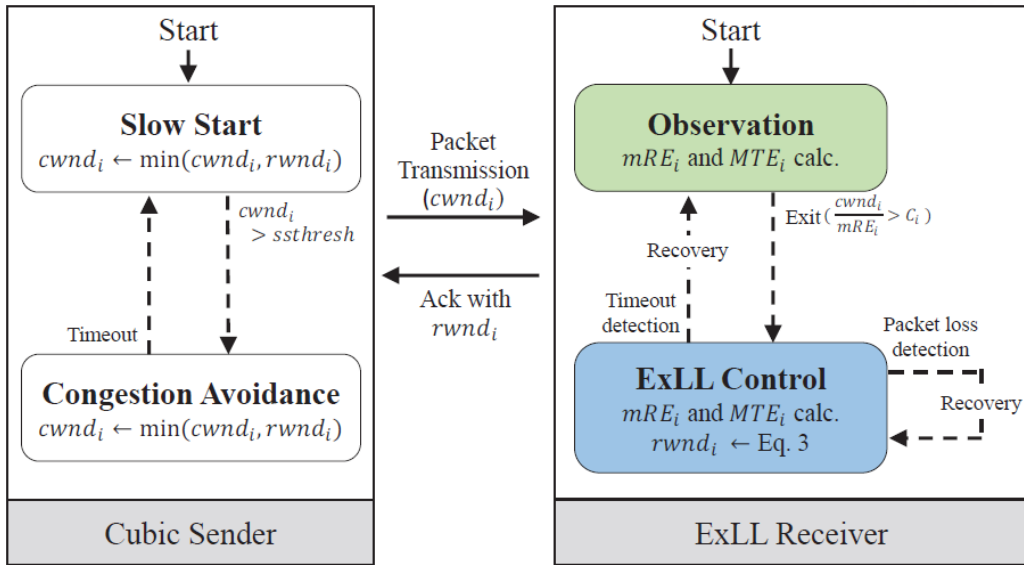 Start
Slow Start
cwnd_i ← min(cwnd_i, rwnd_i)
cwnd_i
> ssthresh
Timeout
Congestion Avoidance
cwnd_i ← min(cwnd_i, rwnd_i)
Cubic Sender
Packet
Transmission
(cwnd_i)
Ack with
rwnd_i
Start
Observation
mRE_i and MTE_i calc.
Exit(cwnd_i/mRE_i > C_i)
Recovery
Timeout
detection
Packet loss
detection
Recovery
ExLL Control
mRE_i and MTE_i calc.
rwnd_i ← Eq. 3
ExLL Receiver